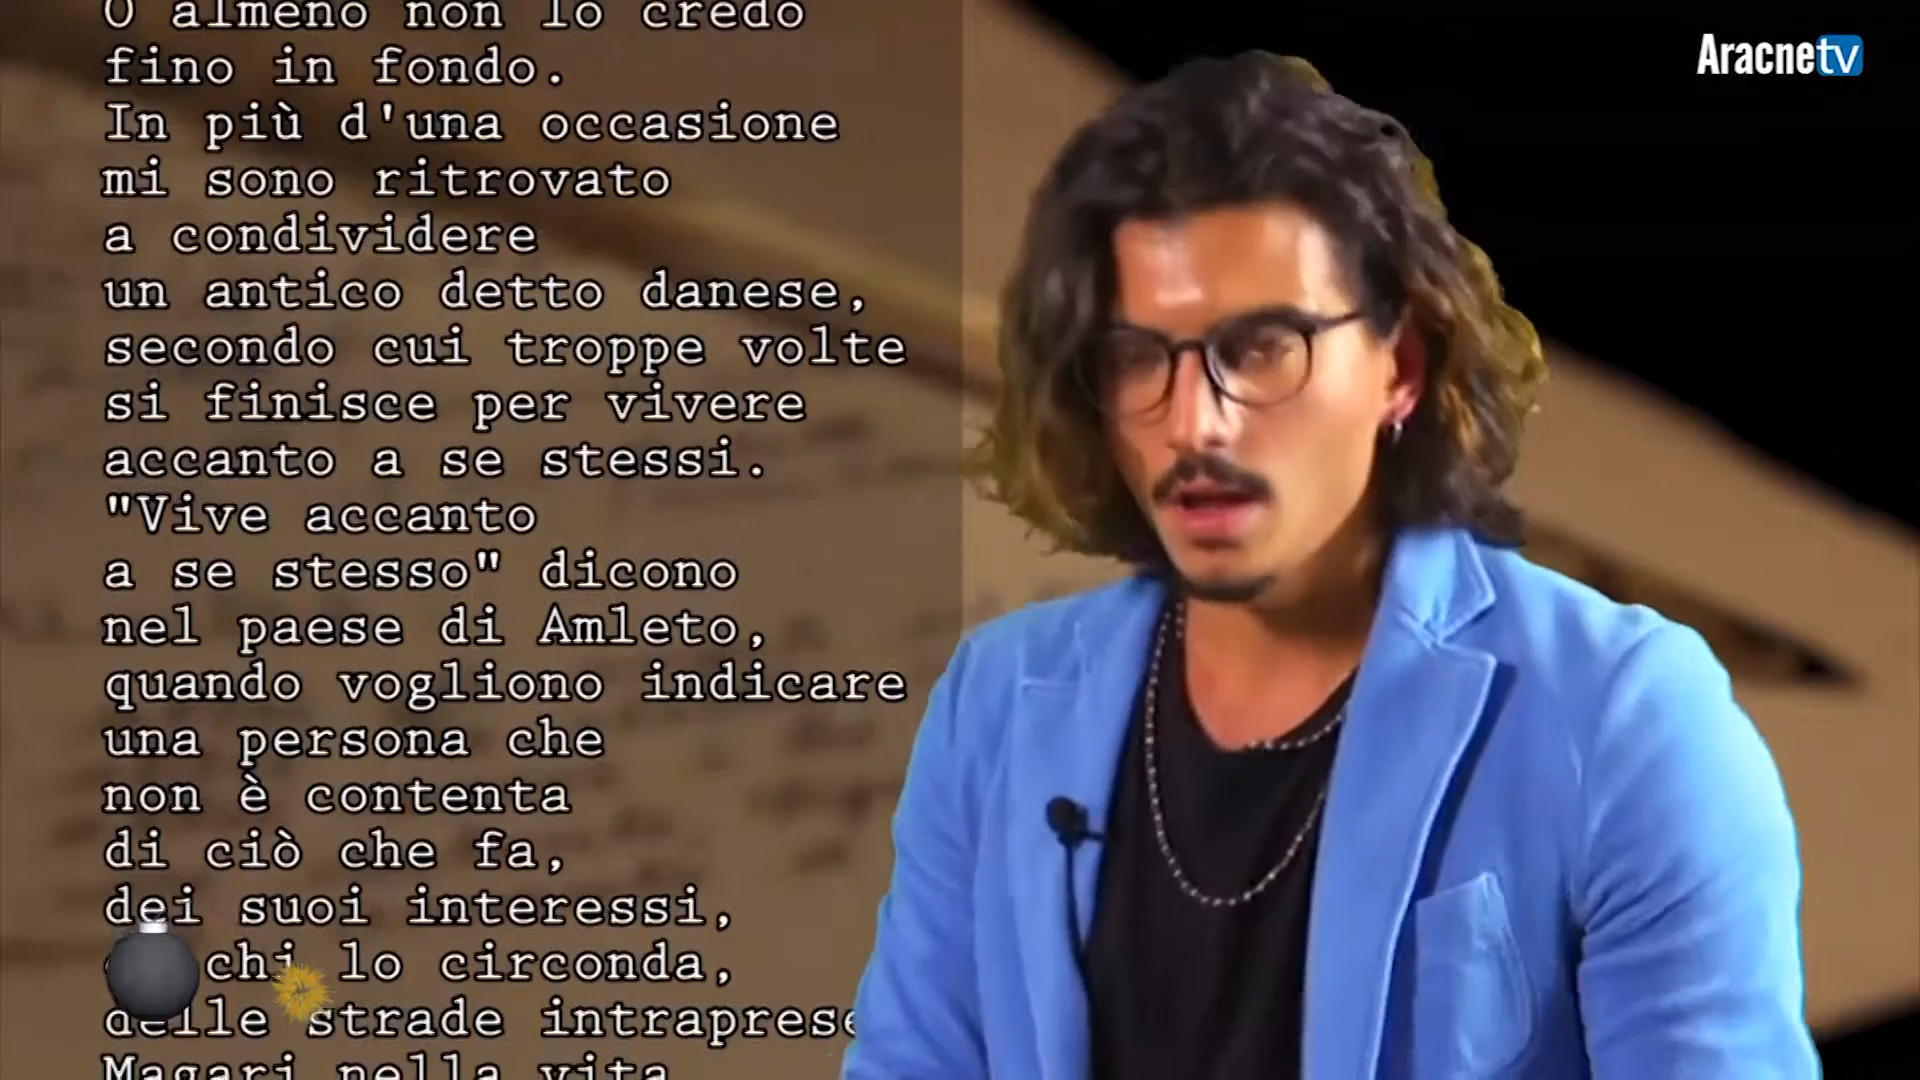 O almeno non lo credo
fino in fondo.
In più d'una occasione
mi sono ritrovato
a condividere
un antico detto danese,
secondo cui troppe volte
si finisce per vivere
accanto a se stessi.
"Vive accanto
a se stesso" dicono
nel paese di Amleto,
quando vogliono indicare
una persona che
non è contenta
di ciò che fa,
dei suoi interessi,
chi lo circonda,
delle strade intraprese
Magari nella vita
Aracnetv